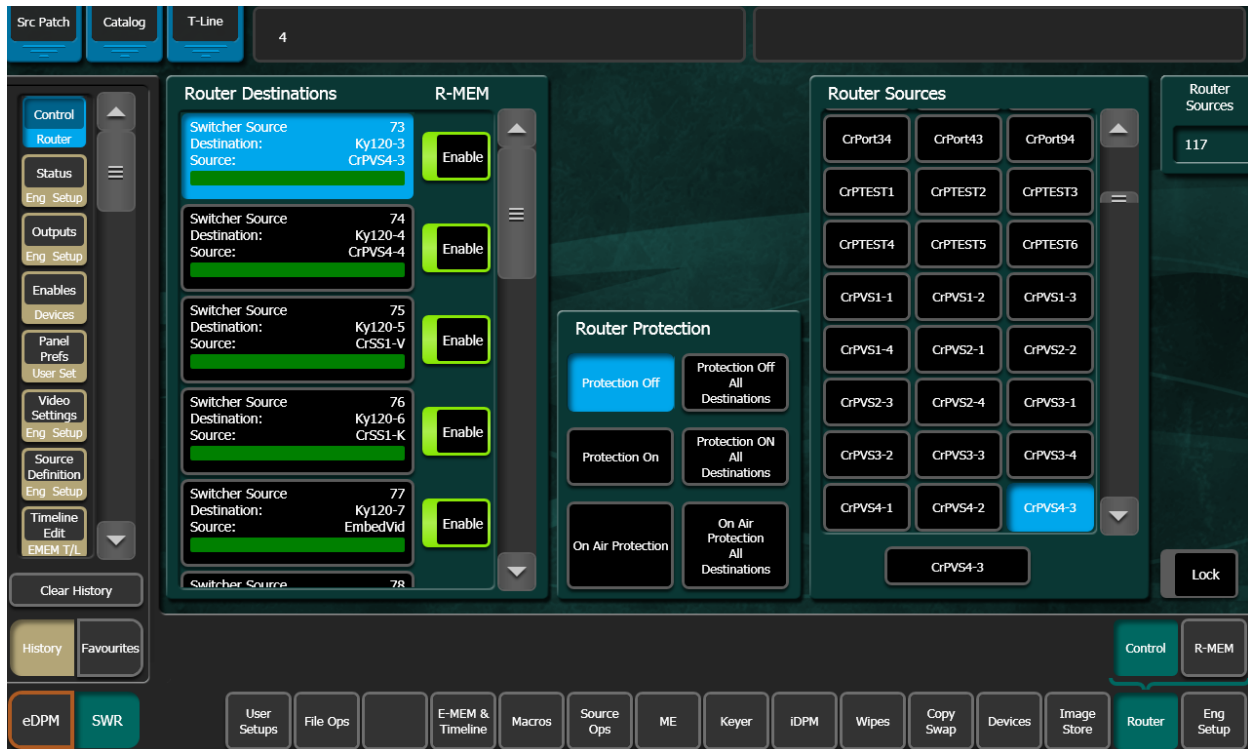 Src Patch
Catalog
T-Line
4
Control
Router
Status
Eng Setup
Outputs
Eng Setup
Enables
Devices
Panel
Prefs
User Set
Video
Settings
Eng Setup
Source
Definition
Eng Setup
Timeline
Edit
EMEM T/L
Clear History
History
Favourites
Router Destinations R-MEM
Switcher Source 73
Destination: Ky120-3
Source: CrPVS4-3
Enable
Switcher Source 74
Destination: Ky120-4
Source: CrPVS4-4
Enable
Switcher Source 75
Destination: Ky120-5
Source: CrSS1-V
Enable
Switcher Source 76
Destination: Ky120-6
Source: CrSS1-K
Enable
Switcher Source 77
Destination: Ky120-7
Source: EmbedVid
Enable
Switcher Source 78
Router Protection
Protection Off
Protection Off
All
Destinations
Protection On
Protection ON
All
Destinations
On Air Protection
On Air
Protection
All
Destinations
Router Sources
CrPort34 CrPort43 CrPort94
CrPTEST1 CrPTEST2 CrPTEST3
CrPTEST4 CrPTEST5 CrPTEST6
CrPVS1-1 CrPVS1-2 CrPVS1-3
CrPVS1-4 CrPVS2-1 CrPVS2-2
CrPVS2-3 CrPVS2-4 CrPVS3-1
CrPVS3-2 CrPVS3-3 CrPVS3-4
CrPVS4-1 CrPVS4-2 CrPVS4-3
CrPVS4-3
Router
Sources
117
Lock
Control
R-MEM
eDPM
SWR
User
Setups
File Ops
E-MEM &
Timeline
Macros
Source
Ops
ME
Keyer
iDPM
Wipes
Copy
Swap
Devices
Image
Store
Router
Eng
Setup